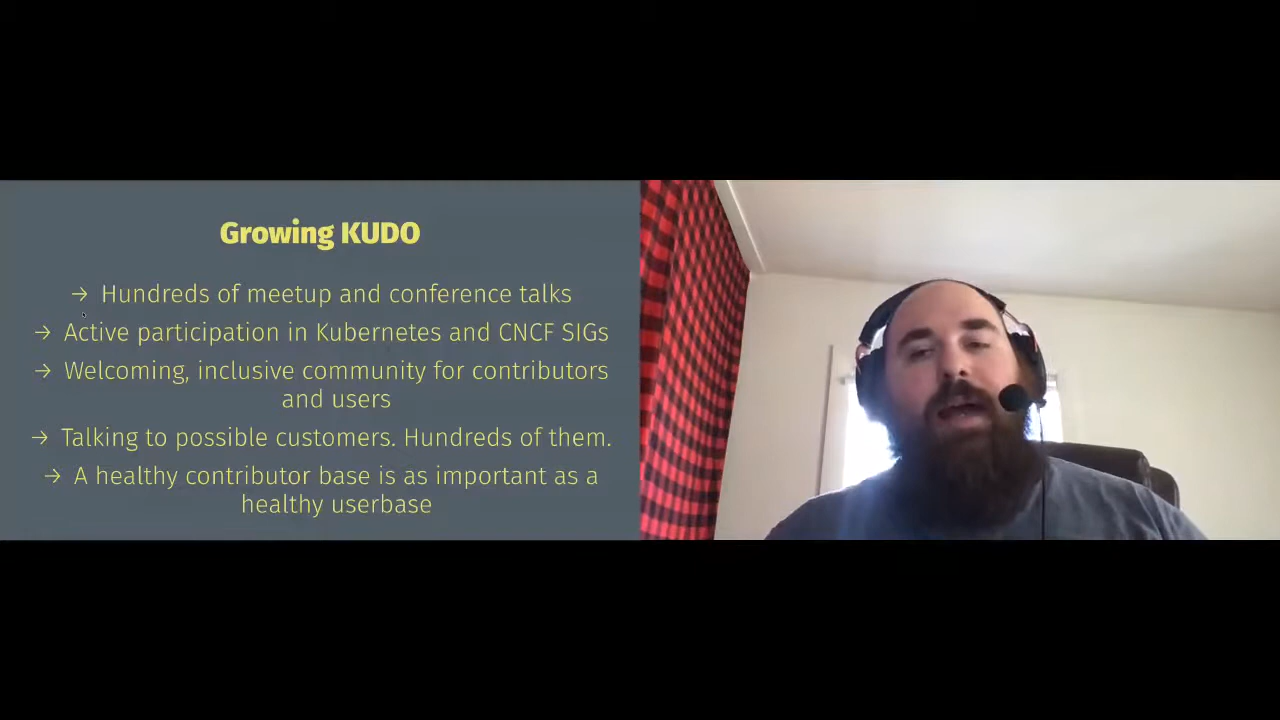 Growing KUDO
→ Hundreds of meetup and conference talks
→ Active participation in Kubernetes and CNCF SIGs
→ Welcoming, inclusive community for contributors
and users
→ Talking to possible customers. Hundreds of them.
→ A healthy contributor base is as important as a
healthy userbase